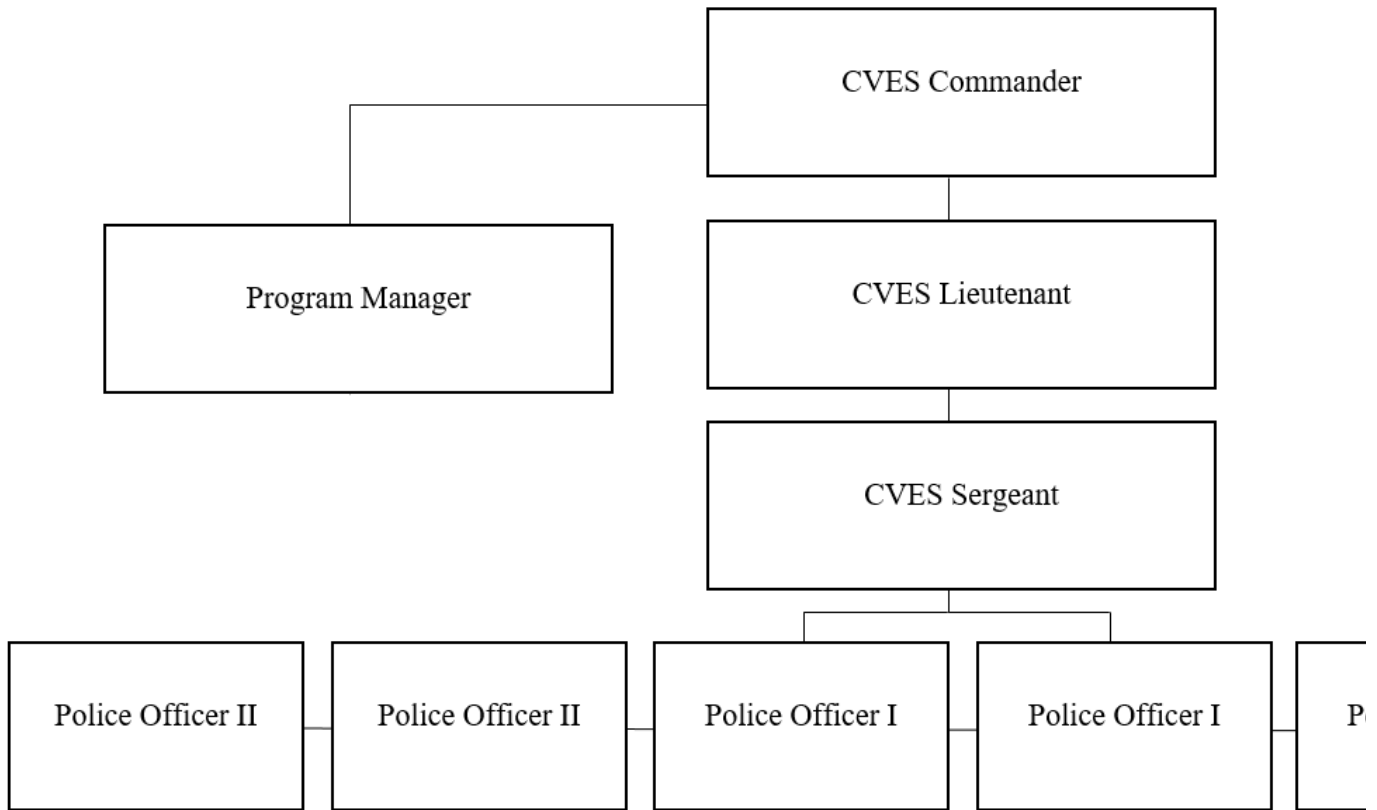 CVES Commander
Program Manager
CVES Lieutenant
CVES Sergeant
Police Officer II
Police Officer II
Police Officer I
Police Officer I